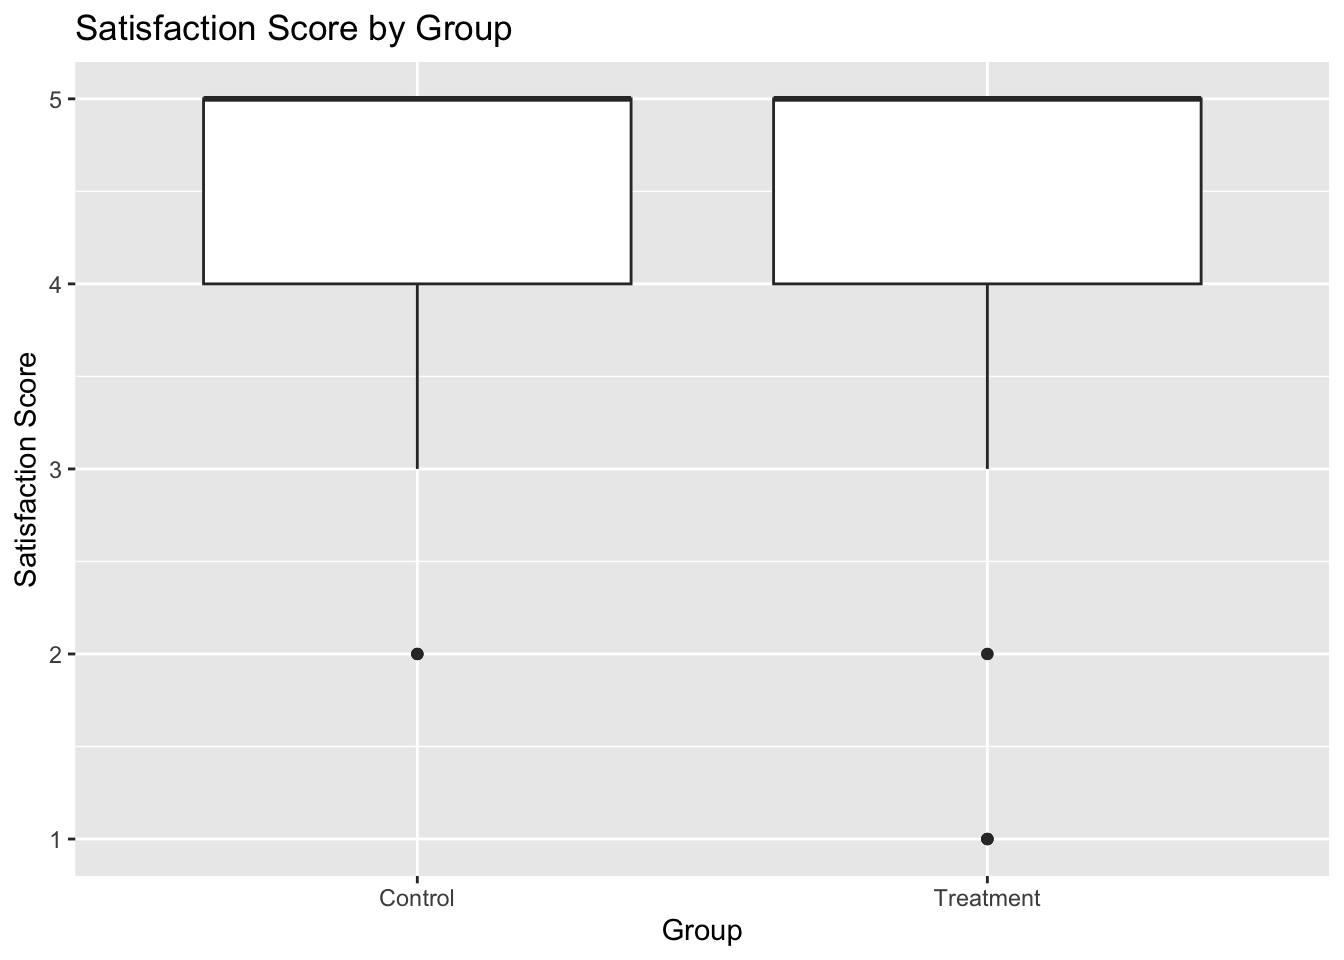 Satisfaction Score by Group
Satisfaction Score
5
4
3
2
1
Control Treatment
Group